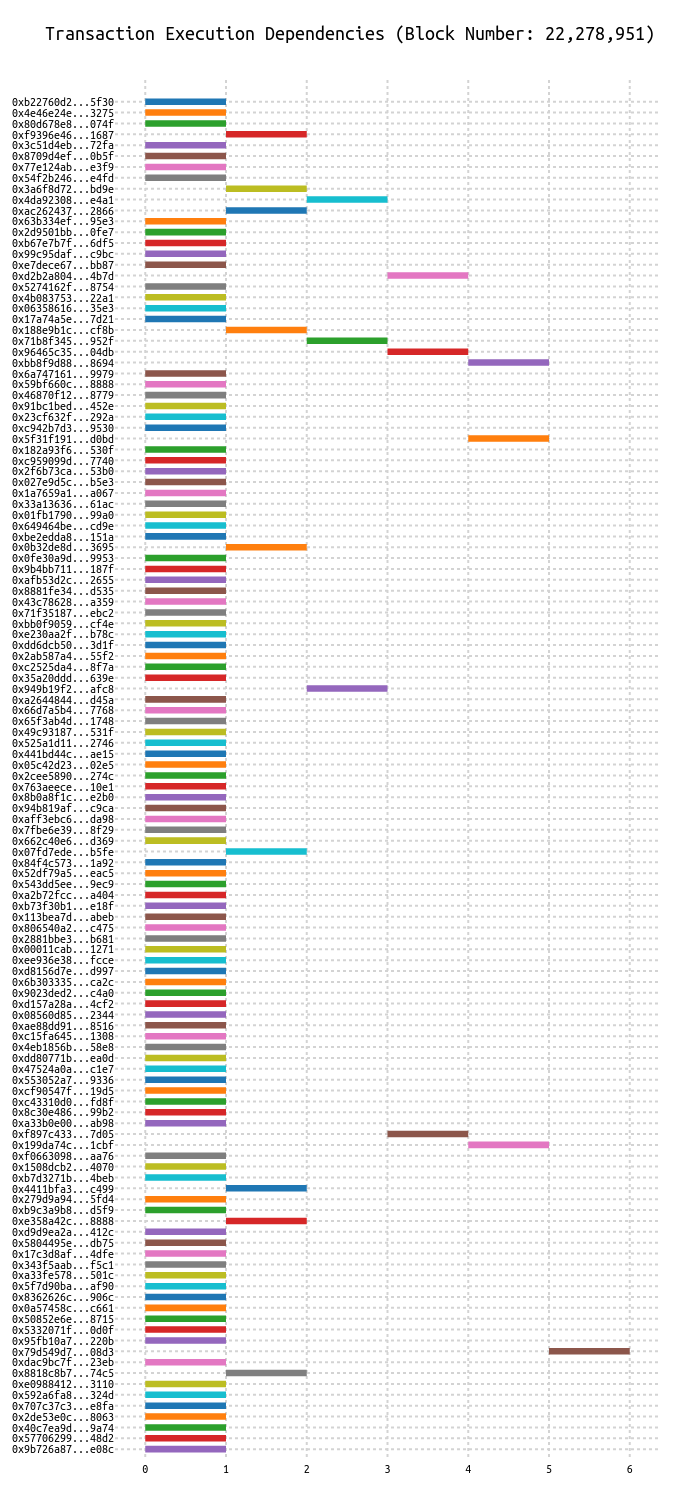 Transaction Execution Dependencies (Block Number: 22,278,951)
0xb22760d2...5f30
0x4e46e24e...3275
0x80d678e8...074f
0xf9396e46...1687
0x3c51d4eb...72fa
0x8709d4ef...0b5f
0x77e124ab...e3f9
0x54f2b246...e4fd
0x3a6f8d72...bd9e
0x4da92308...e4a1
0xac262437...2866
0x63b334ef...95e3
0x2d9501bb...0fe7
0xb67e7b7f...6df5
0x99c95daf...c9bc
0xe7dece67...bb87
0xd2b2a804...4b7d
0x5274162f...8754
0x4b083753...22a1
0x06358616...35e3
0x17a74a5e...7d21
0x188e9b1c...cf8b
0x71b8f345...952f
0x96465c35...04db
0xbb8f9d88...8694
0x6a747161...9979
0x59bf660c...8888
0x46870f12...8779
0x91bc1bed...452e
0x23cf632f...292a
0xc942b7d3...9530
0x5f31f191...d0bd
0x182a93f6...530f
0xc959099d...7740
0x2f6b73ca...53b0
0x027e9d5c...b5e3
0x1a7659a1...a067
0x33a13636...61ac
0x01fb1790...99a0
0x649464be...cd9e
0xbe2edda8...151a
0x0b32de8d...3695
0x0fe30a9d...9953
0x9b4bb711...187f
0xafb53d2c...2655
0x8881fe34...d535
0x43c78628...a359
0x71f35187...ebc2
0xbb0f9059...cf4e
0xe230aa2f...b78c
0xdd6dcb50...3d1f
0x2ab587a4...55f2
0xc2525da4...8f7a
0x35a20ddd...639e
0x949b19f2...afc8
0xa2644844...d45a
0x66d7a5b4...7768
0x65f3ab4d...1748
0x49c93187...531f
0x525a1d11...2746
0x441bd44c...ae15
0x05c42d23...02e5
0x2cee5890...274c
0x763aeece...10e1
0x8b0a8f1c...e2b0
0x94b819af...c9ca
0xaff3ebc6...da98
0x7fbe6e39...8f29
0x662c40e6...d369
0x07fd7ede...b5fe
0x84f4c573...1a92
0x52df79a5...eac5
0x543dd5ee...9ec9
0xa2b72fcc...a404
0xb73f30b1...e18f
0x113bea7d...abeb
0x806540a2...c475
0x2881bbe3...b681
0x00011cab...1271
0xee936e38...fcce
0xd8156d7e...d997
0x6b303335...ca2c
0x9023ded2...c4a0
0xd157a28a...4cf2
0x08560d85...2344
0xae88dd91...8516
0xc15fa645...1308
0x4eb1856b...58e8
0xdd80771b...ea0d
0x47524a0a...c1e7
0x553052a7...9336
0xcf90547f...19d5
0xc43310d0...fd8f
0x8c30e486...99b2
0xa33b0e00...ab98
0xf897c433...7d05
0x199da74c...1cbf
0xf0663098...aa76
0x1508dcb2...4070
0xb7d3271b...4beb
0x4411bfa3...c499
0x279d9a94...5fd4
0xb9c3a9b8...d5f9
0xe358a42c...8888
0xd9d9ea2a...412c
0x5804495e...db75
0x17c3d8af...4dfe
0x343f5aab...f5c1
0xa33fe578...501c
0x5f7d90ba...af90
0x8362626c...906c
0x0a57458c...c661
0x50852e6e...8715
0x5332071f...0d0f
0x95fb10a7...220b
0x79d549d7...08d3
0xdac9bc7f...23eb
0x8818c8b7...74c5
0xe0988412...3110
0x592a6fa8...324d
0x707c37c3...e8fa
0x2de53e0c...8063
0x40c7ea9d...9a74
0x57706299...48d2
0x9b726a87...e08c
0 1 2 3 4 5 6